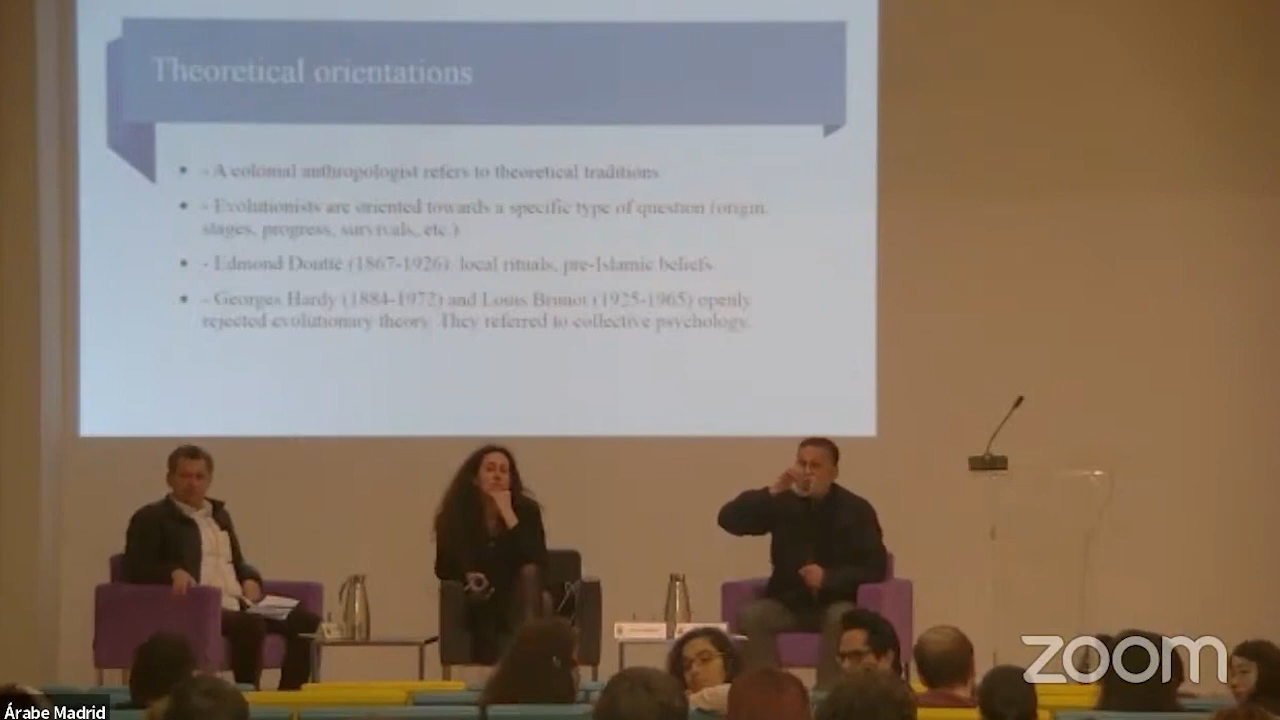 Theoretical orientations
• - A colonial anthropologist refers to theoretical traditions
• - Evolutionists are oriented towards a specific type of question (origin,
stages, progress, survivals, etc.)
• - Edmond Doutté (1867-1926): local rituals, pre-Islamic beliefs
• - Georges Hardy (1884-1972) and Louis Brunot (1925-1965) openly
rejected evolutionary theory. They referred to collective psychology.
zoom
Árabe Madrid